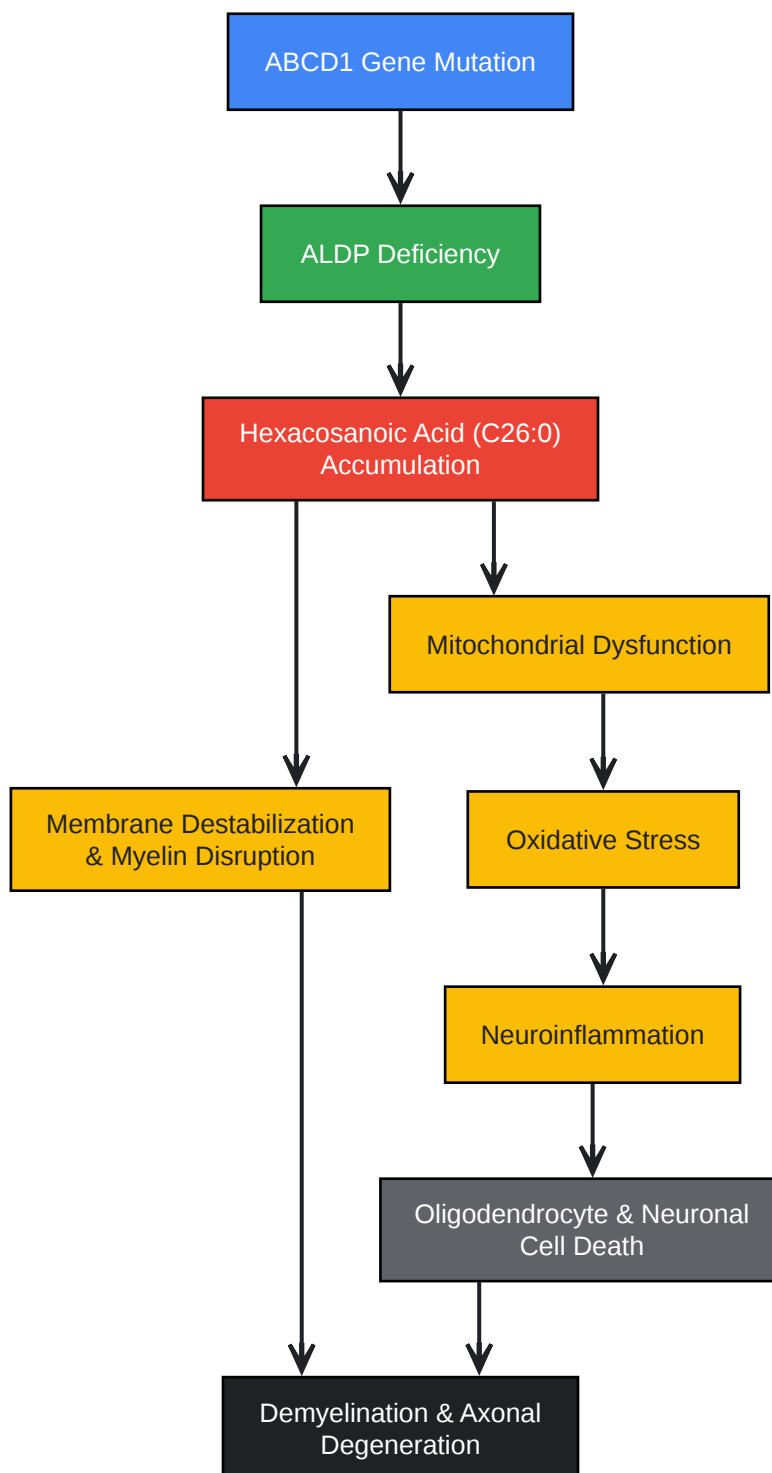 ABCD1 Gene Mutation
ALDP Deficiency
Hexacosanoic Acid (C26:0)
Accumulation
Mitochondrial Dysfunction
Membrane Destabilization
& Myelin Disruption
Oxidative Stress
Neuroinflammation
Oligodendrocyte & Neuronal
Cell Death
Demyelination & Axonal
Degeneration